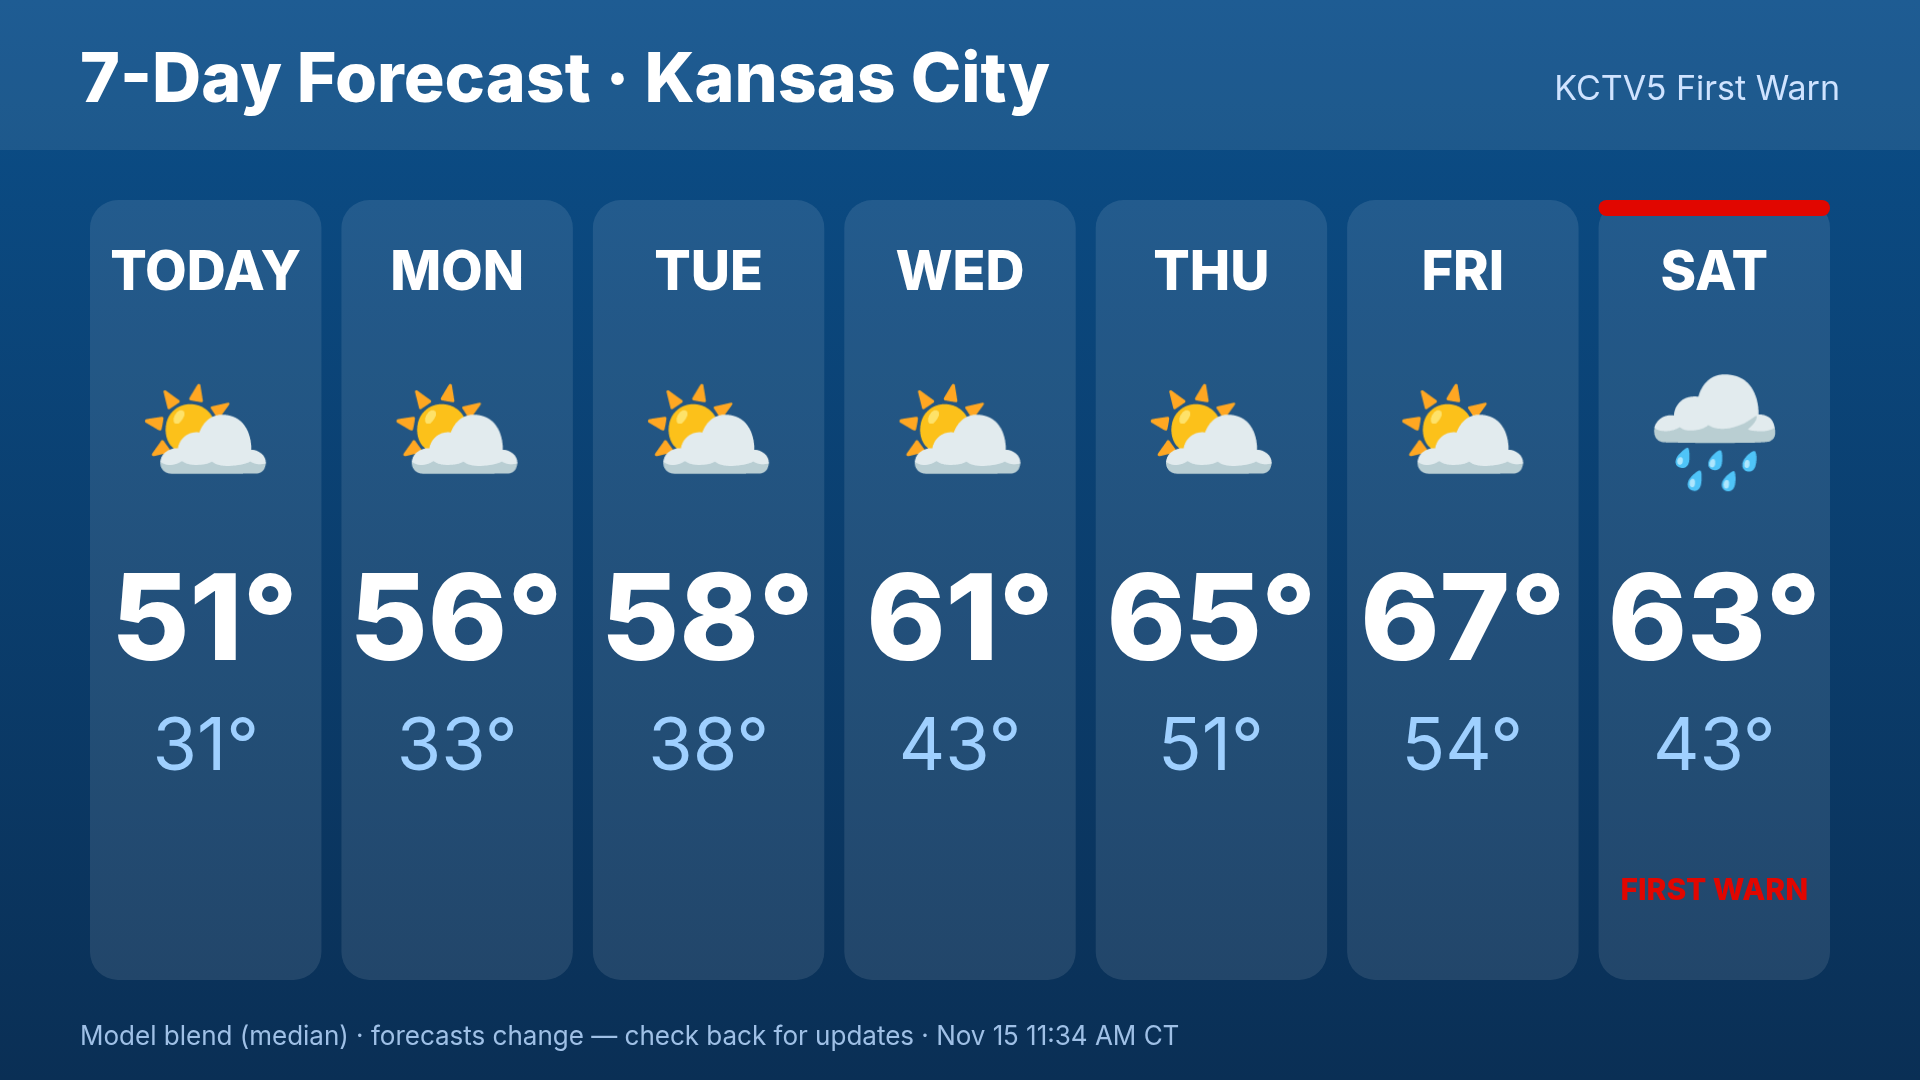 7-Day Forecast · Kansas City
KCTV5 First Warn
TODAY MON TUE WED THU FRI SAT
51° 56° 58° 61° 65° 67° 63°
31° 33° 38° 43° 51° 54° 43°
FIRST WARN
Model blend (median) · forecasts change — check back for updates · Nov 15 11:34 AM CT